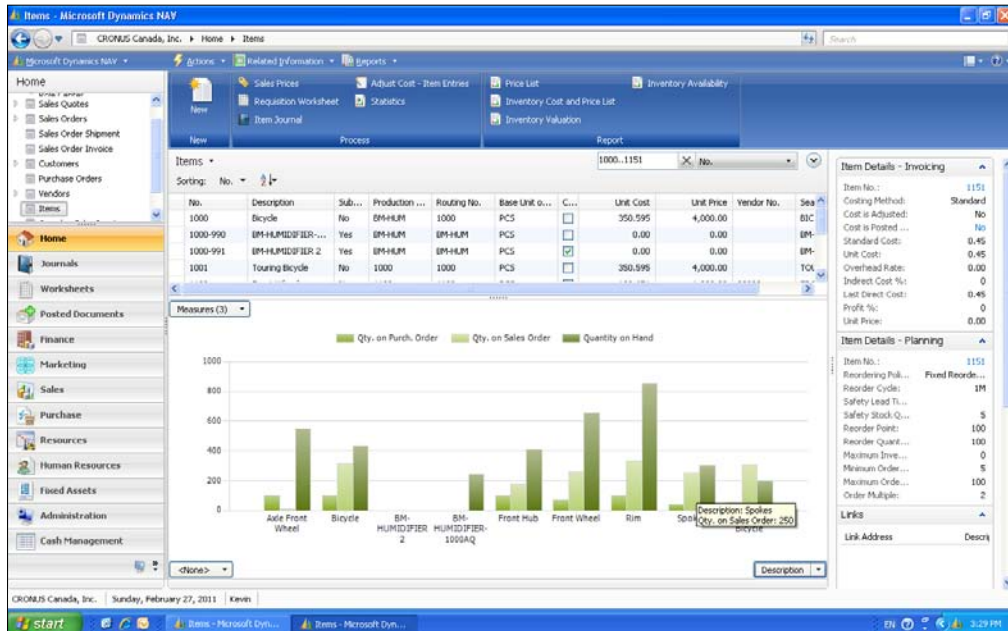 Items - Microsoft Dynamics NAV
CRONUS Canada, Inc. Home Items Search
Microsoft Dynamics NAV Actions Related Information Reports
Home
Sales Quotes
Sales Orders
Sales Order Shipment
Sales Order Invoice
Customers
Purchase Orders
Vendors
Items
Home
Journals
Worksheets
Posted Documents
Finance
Marketing
Sales
Purchase
Resources
Human Resources
Fixed Assets
Administration
Cash Management
New
New
Sales Prices Adjust Cost - Item Entries
Requisition Worksheet Statistics
Item Journal
Process
Price List Inventory Availability
Inventory Cost and Price List
Inventory Valuation
Report
Items 1000..1151 No.
Sorting: No.
No. Description Sub... Production ... Routing No. Base Unit o... C... Unit Cost Unit Price Vendor No. Sea
1000 Bicycle No BM-HUM 1000 PCS 350.595 4,000.00 BIC
1000-990 BM-HUMIDIFIER-... Yes BM-HUM BM-HUM PCS 0.00 0.00 BM-
1000-991 BM-HUMIDIFIER 2 Yes BM-HUM BM-HUM PCS 0.00 0.00 BM-
1001 Touring Bicycle No 1000 1000 PCS 350.595 4,000.00 TOU
Measures (3)
Qty. on Purch. Order Qty. on Sales Order Quantity on Hand
1000
800
600
400
200
0
Axle Front Wheel
Bicycle
BM-HUMIDIFIER 2
BM-HUMIDIFIER-1000AQ
Front Hub
Front Wheel
Rim
Bicycle
Description: Spokes
Qty. on Sales Order: 250
<None> Description
Item Details - Invoicing
Item No.: 1151
Costing Method: Standard
Cost is Adjusted: No
Cost is Posted ... No
Standard Cost: 0.45
Unit Cost: 0.45
Overhead Rate: 0.00
Indirect Cost %: 0
Last Direct Cost: 0.45
Profit %: 0
Unit Price: 0.00
Item Details - Planning
Item No.: 1151
Reordering Poli... Fixed Reorde...
Reorder Cycle: 1M
Safety Lead Ti...
Safety Stock Q... 5
Reorder Point: 100
Reorder Quant... 100
Maximum Inve... 0
Minimum Order... 5
Maximum Orde... 100
Order Multiple: 2
Links
Link Address Descrip
CRONUS Canada, Inc. Sunday, February 27, 2011 Kevin
start Items - Microsoft Dyn... Items - Microsoft Dyn... EN 3:29 PM